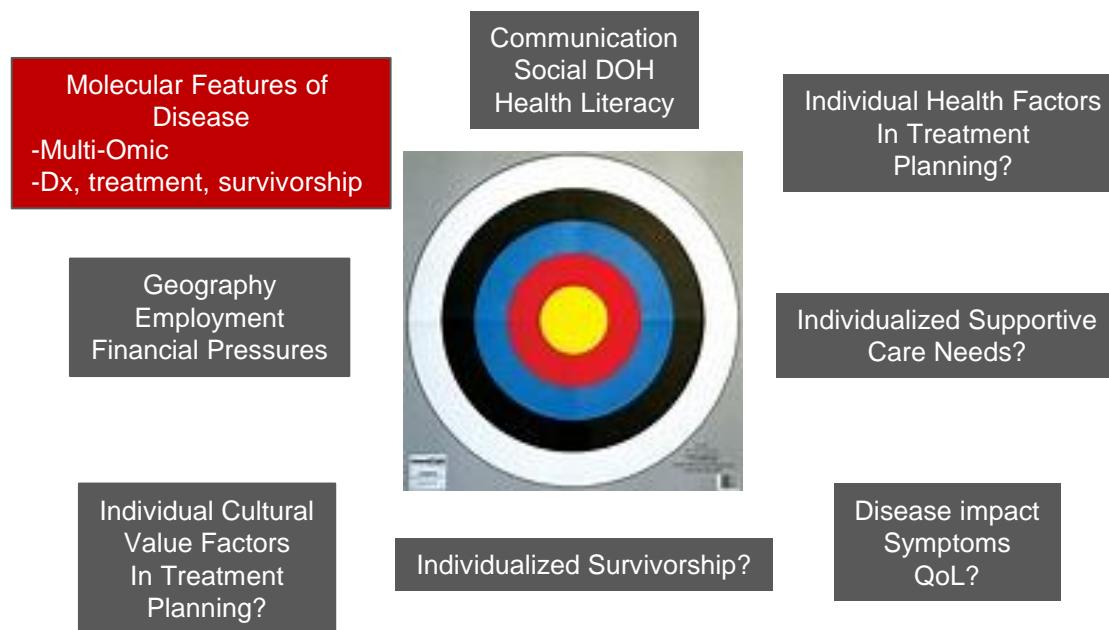 Communication
Social DOH
Health Literacy
Molecular Features of
Disease
-Multi-Omic
-Dx, treatment, survivorship
Individual Health Factors
In Treatment
Planning?
Geography
Employment
Financial Pressures
Individualized Supportive
Care Needs?
Individual Cultural
Value Factors
In Treatment
Planning?
Individualized Survivorship?
Disease impact
Symptoms
QoL?